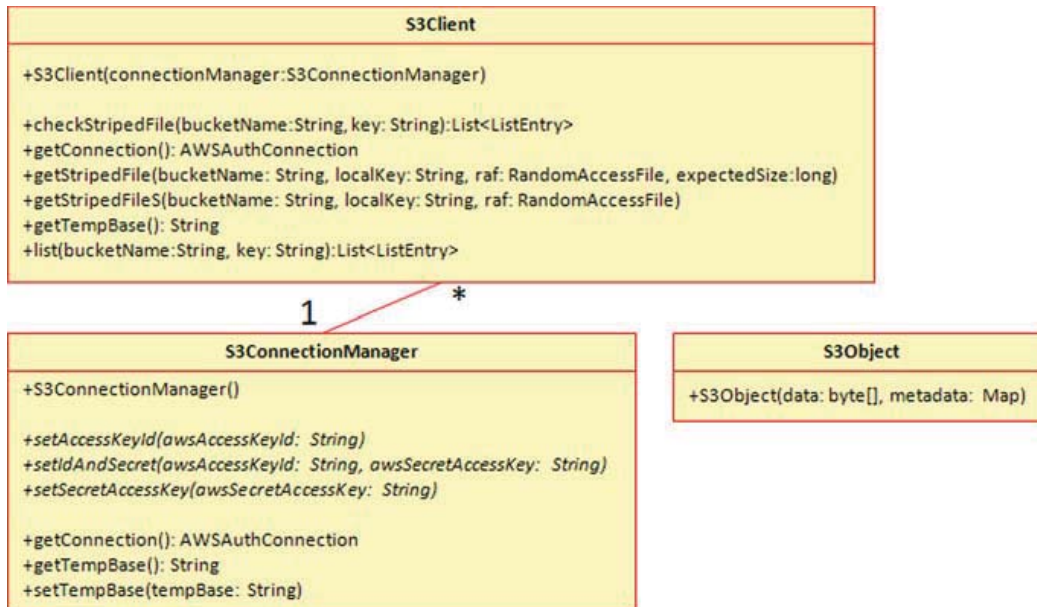 S3Client
+S3Client(connectionManager:S3ConnectionManager)
+checkStripedFile(bucketName:String, key: String):List<ListEntry>
+getConnection(): AWSAuthConnection
+getStripedFile(bucketName: String, localKey: String, raf: RandomAccessFile, expectedSize:long)
+getStripedFileS(bucketName: String, localKey: String, raf: RandomAccessFile)
+getTempBase(): String
+list(bucketName:String, key: String):List<ListEntry>
1 *
S3ConnectionManager
+S3ConnectionManager()
+setAccessKeyId(awsAccessKeyId: String)
+setIdAndSecret(awsAccessKeyId: String, awsSecretAccessKey: String)
+setSecretAccessKey(awsSecretAccessKey: String)
+getConnection(): AWSAuthConnection
+getTempBase(): String
+setTempBase(tempBase: String)
S3Object
+S3Object(data: byte[], metadata: Map)